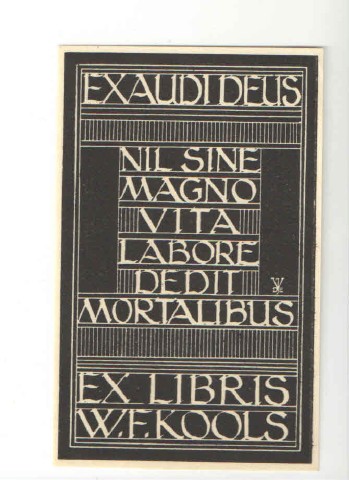 EXAUDI DEUS
NIL SINE
MAGNO
VITA
LABORE
DEDIT
MORTALIBUS
EX LIBRIS
W.F.KOOLS